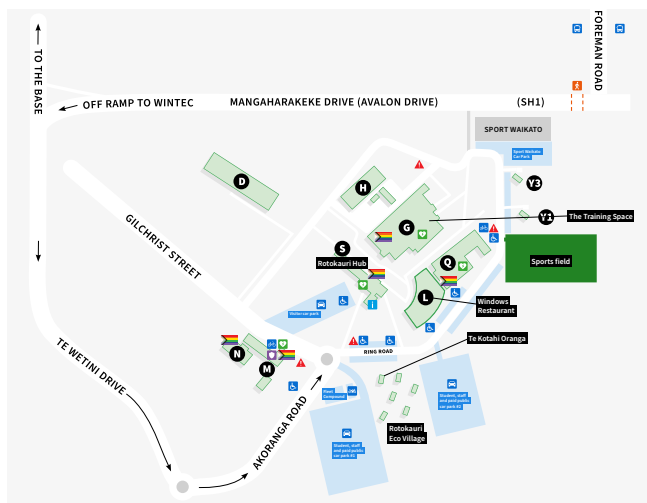 FOREMAN ROAD
TO THE BASE
OFF RAMP TO WINTEC
MANGAHARAKEKE DRIVE (AVALON DRIVE)
(SH1)
SPORT WAIKATO
Sport Waikato
Car Park
D
H
Y3
G
Y1
The Training Space
GILCHRIST STREET
S
Rotokauri Hub
Q
Sports field
L
Windows
Restaurant
Visitor car park
i
N
M
RING ROAD
Te Kotahi Oranga
TE WETINI DRIVE
AKORANGA ROAD
Fleet
Compound
Student, staff
and paid public
car park #2
Rotokauri
Eco Village
Student, staff
and paid public
car park #1